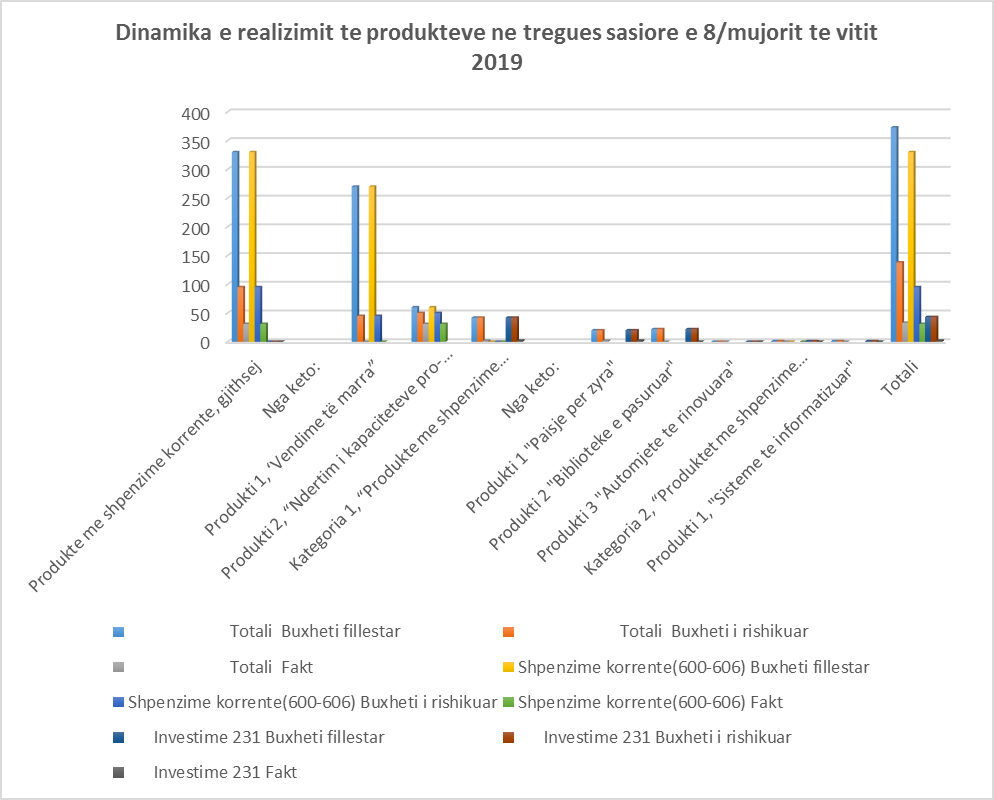 Dinamika e realizimit te produkteve ne tregues sasiore e 8/mujorit te vitit
2019
400
350
300
250
200
150
100
50
0
Produkte me shpenzime korrente, gjithsej
Nga keto:
Produkti 1, ‘Vendime të marra”
Produkti 2, “Ndertim i kapaciteteve pro-…
Kategoria 1, “Produkte me shpenzime…
Nga keto:
Produkti 1 "Paisje per zyra"
Produkti 2 "Biblioteke e pasuruar"
Produkti 3 "Automjete te rinovuara"
Kategoria 2, “Produktet me shpenzime…
Produkti 1, "Sisteme te informatizuar"
Totali
Totali Buxheti fillestar
Totali Buxheti i rishikuar
Totali Fakt
Shpenzime korrente(600-606) Buxheti fillestar
Shpenzime korrente(600-606) Buxheti i rishikuar
Shpenzime korrente(600-606) Fakt
Investime 231 Buxheti fillestar
Investime 231 Buxheti i rishikuar
Investime 231 Fakt